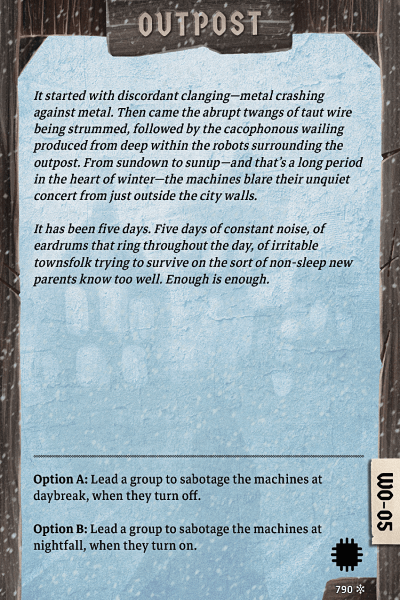 OUTPOST
It started with discordant clanging—metal crashing
against metal. Then came the abrupt twangs of taut wire
being strummed, followed by the cacophonous wailing
produced from deep within the robots surrounding the
outpost. From sundown to sunup—and that's a long period
in the heart of winter—the machines blare their unquiet
concert from just outside the city walls.
It has been five days. Five days of constant noise, of
eardrums that ring throughout the day, of irritable
townsfolk trying to survive on the sort of non-sleep new
parents know too well. Enough is enough.
Option A: Lead a group to sabotage the machines at
daybreak, when they turn off.
Option B: Lead a group to sabotage the machines at
nightfall, when they turn on.
WO-05
790